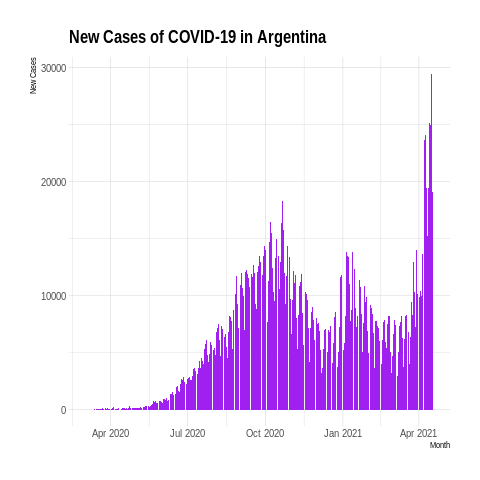 New Cases of COVID-19 in Argentina
New Cases
30000
20000
10000
0
Apr 2020 Jul 2020 Oct 2020 Jan 2021 Apr 2021
Month